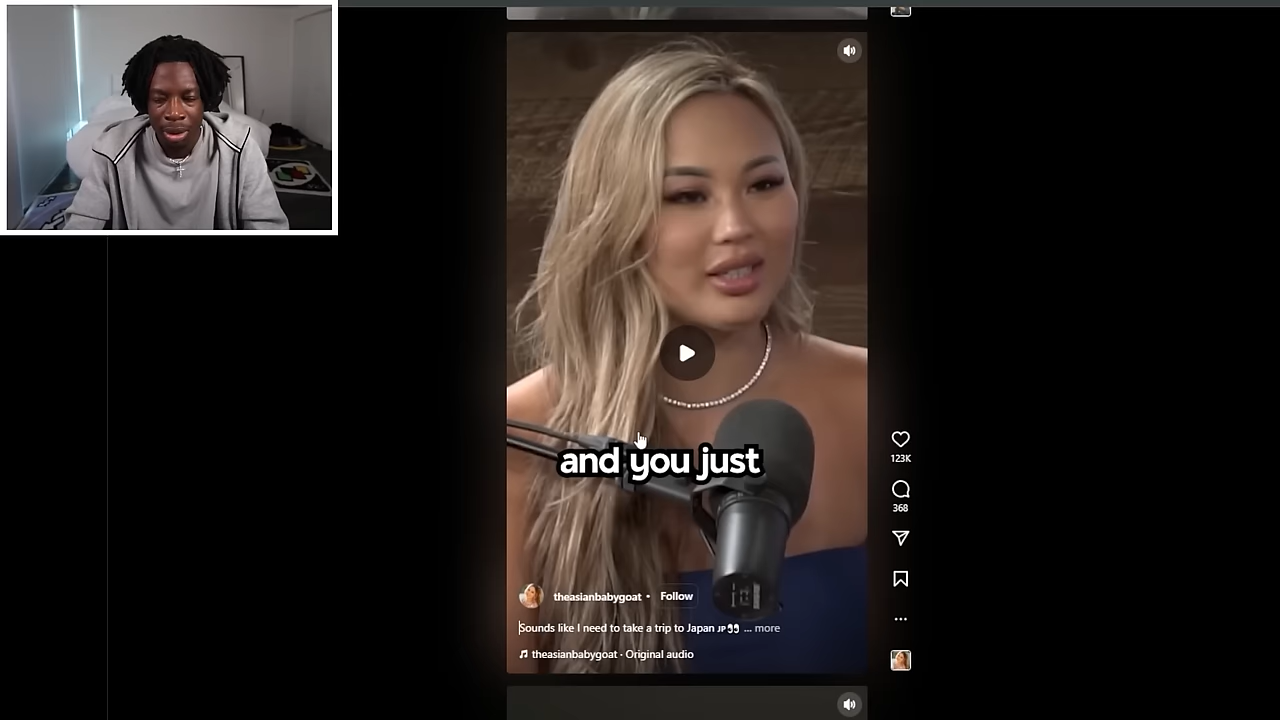 and you just
theasianbabygoat • Follow
Sounds like I need to take a trip to Japan JP👀 ... more
theasianbabygoat · Original audio
123K
368